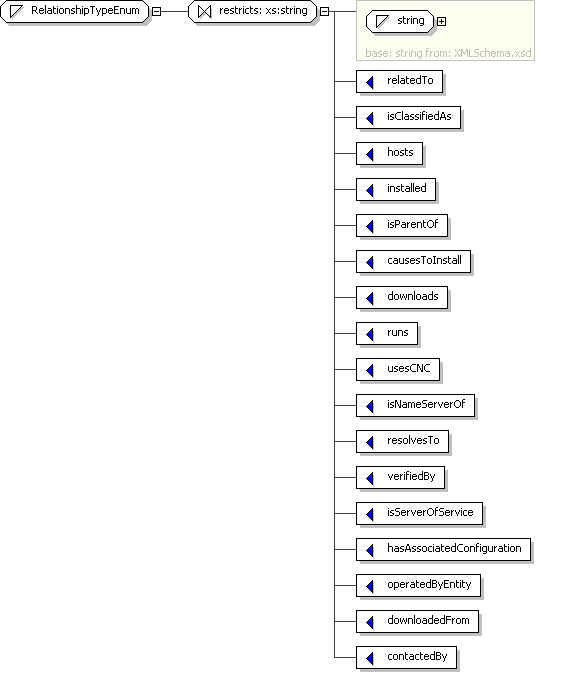 RelationshipTypeEnum
restricts: xs:string
string
base: string from: XMLSchema.xsd
relatedTo
isClassifiedAs
hosts
installed
isParentOf
causesToInstall
downloads
runs
usesCNC
isNameServerOf
resolvesTo
verifiedBy
isServerOfService
hasAssociatedConfiguration
operatedByEntity
downloadedFrom
contactedBy